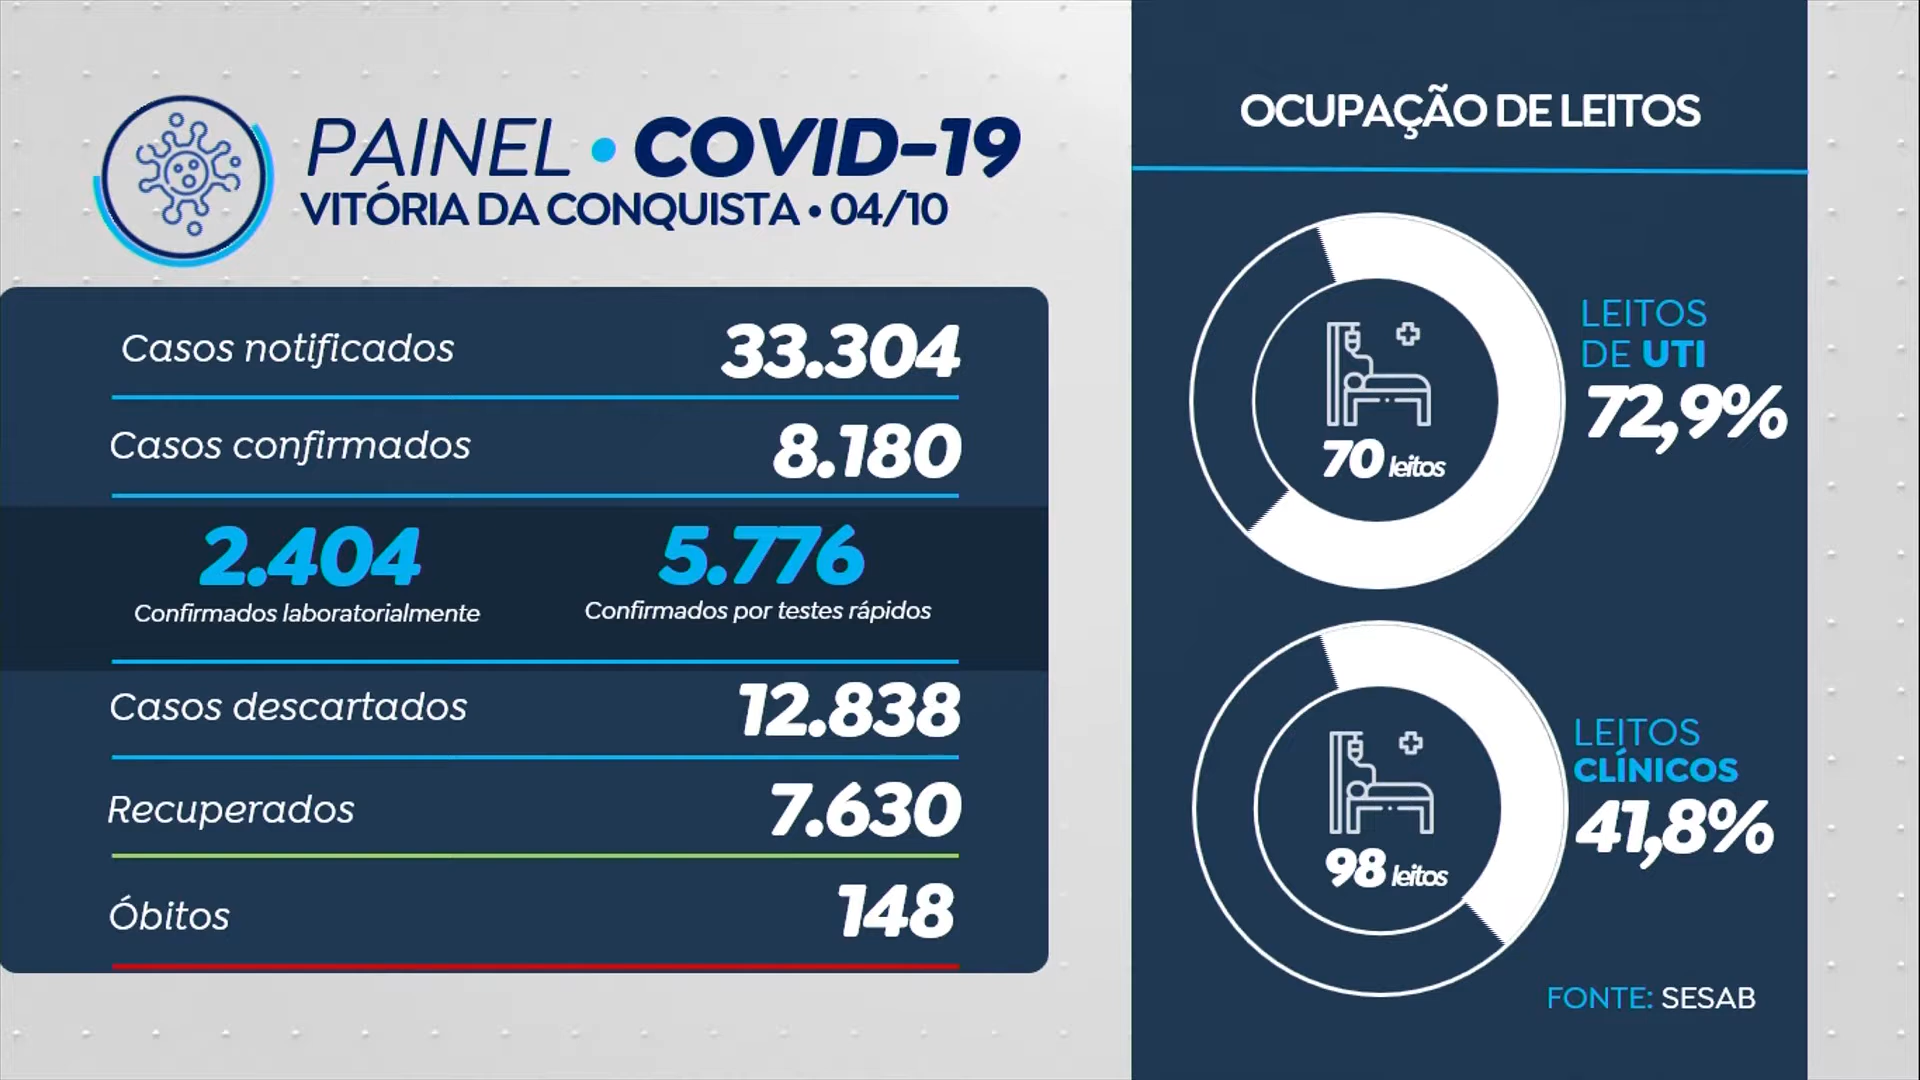 PAINEL • COVID-19
VITÓRIA DA CONQUISTA • 04/10
Casos notificados 33.304
Casos confirmados 8.180
2.404 5.776
Confirmados laboratorialmente Confirmados por testes rápidos
Casos descartados 12.838
Recuperados 7.630
Óbitos 148
OCUPAÇÃO DE LEITOS
LEITOS
DE UTI
72,9%
70 leitos
LEITOS
CLÍNICOS
41,8%
98 leitos
FONTE: SESAB